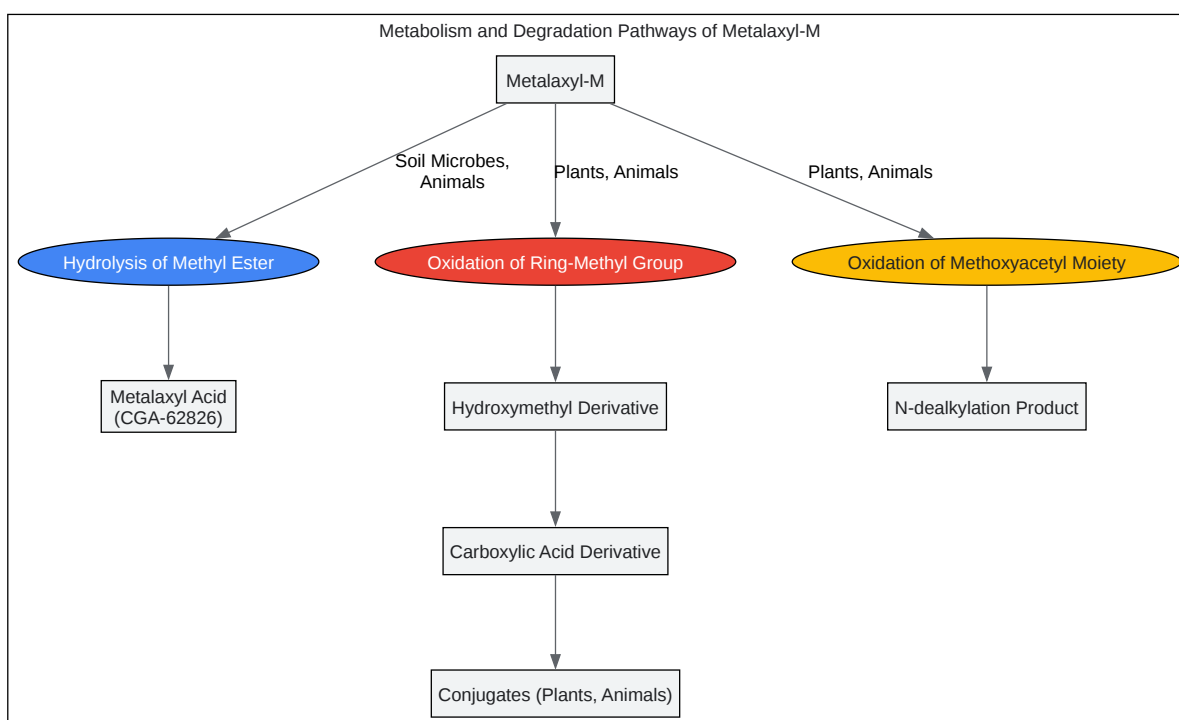 Metabolism and Degradation Pathways of Metalaxyl-M
Metalaxyl-M
Soil Microbes,
Animals
Plants, Animals
Plants, Animals
Hydrolysis of Methyl Ester
Oxidation of Ring-Methyl Group
Oxidation of Methoxyacetyl Moiety
Metalaxyl Acid
(CGA-62826)
Hydroxymethyl Derivative
N-dealkylation Product
Carboxylic Acid Derivative
Conjugates (Plants, Animals)